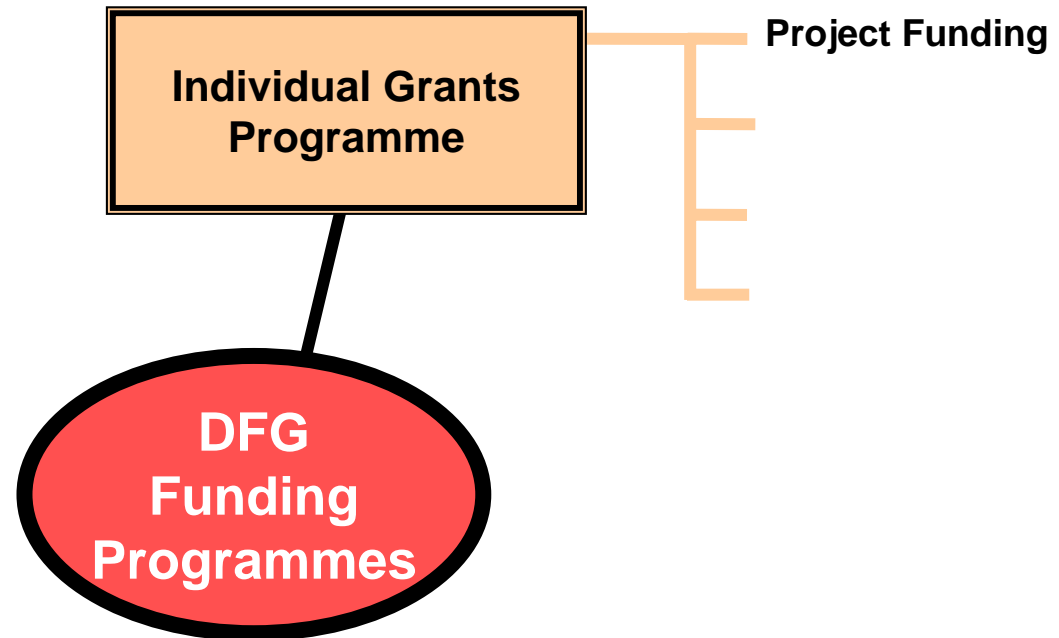 Project Funding
Individual Grants
Programme
DFG
Funding
Programmes